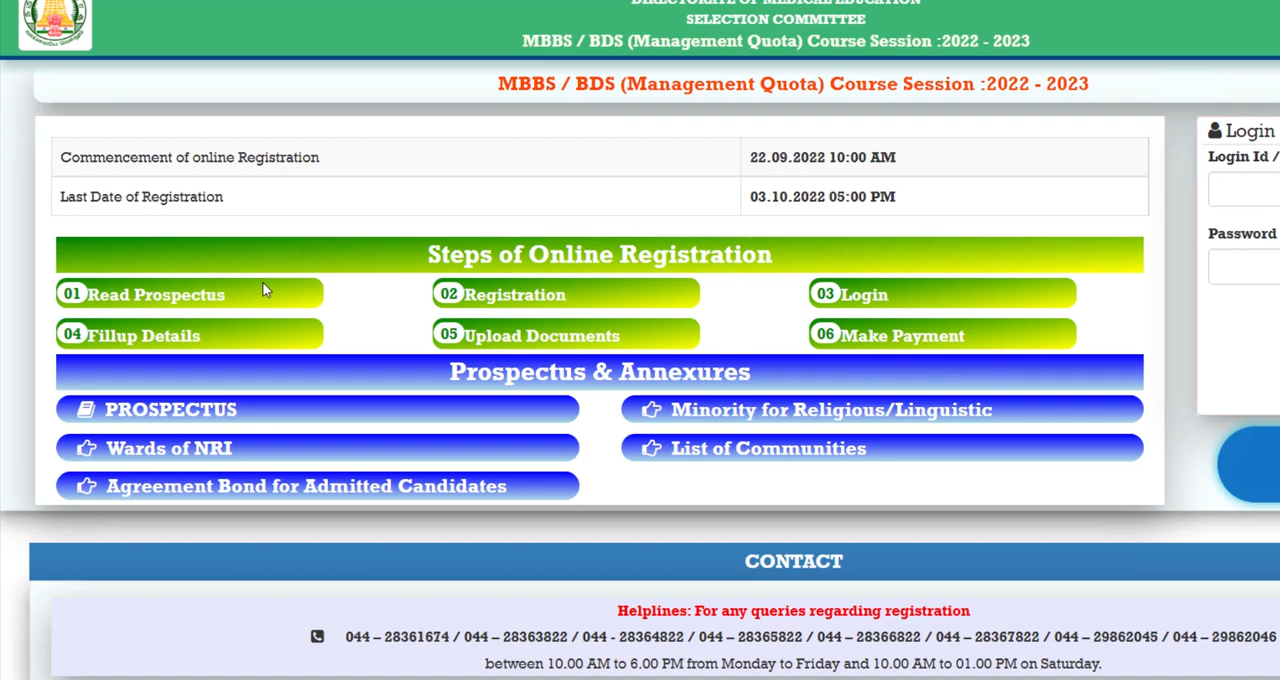 DIRECTORATE OF MEDICAL EDUCATION
SELECTION COMMITTEE
MBBS / BDS (Management Quota) Course Session :2022 - 2023
MBBS / BDS (Management Quota) Course Session :2022 - 2023
Commencement of online Registration 22.09.2022 10:00 AM
Last Date of Registration 03.10.2022 05:00 PM
Steps of Online Registration
01 Read Prospectus 02 Registration 03 Login
04 Fillup Details 05 Upload Documents 06 Make Payment
Prospectus & Annexures
PROSPECTUS Minority for Religious/Linguistic
Wards of NRI List of Communities
Agreement Bond for Admitted Candidates
Login
Login Id /
Password
CONTACT
Helplines: For any queries regarding registration
044 – 28361674 / 044 – 28363822 / 044 - 28364822 / 044 – 28365822 / 044 – 28366822 / 044 – 28367822 / 044 – 29862045 / 044 – 29862046
between 10.00 AM to 6.00 PM from Monday to Friday and 10.00 AM to 01.00 PM on Saturday.